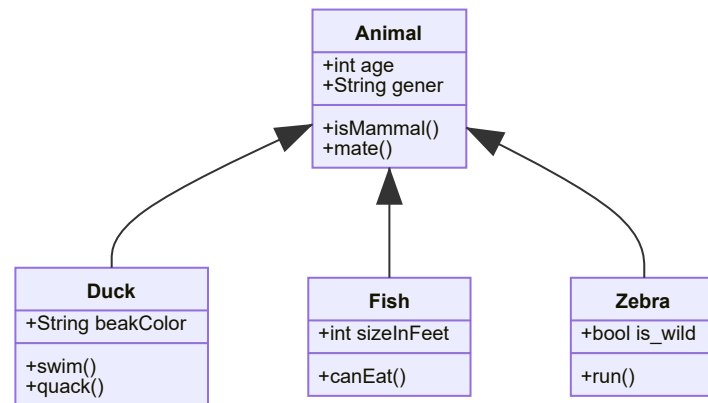 Animal
+int age
+String gener
+isMammal()
+mate()
Duck
+String beakColor
+swim()
+quack()
Fish
+int sizeInFeet
+canEat()
Zebra
+bool is_wild
+run()